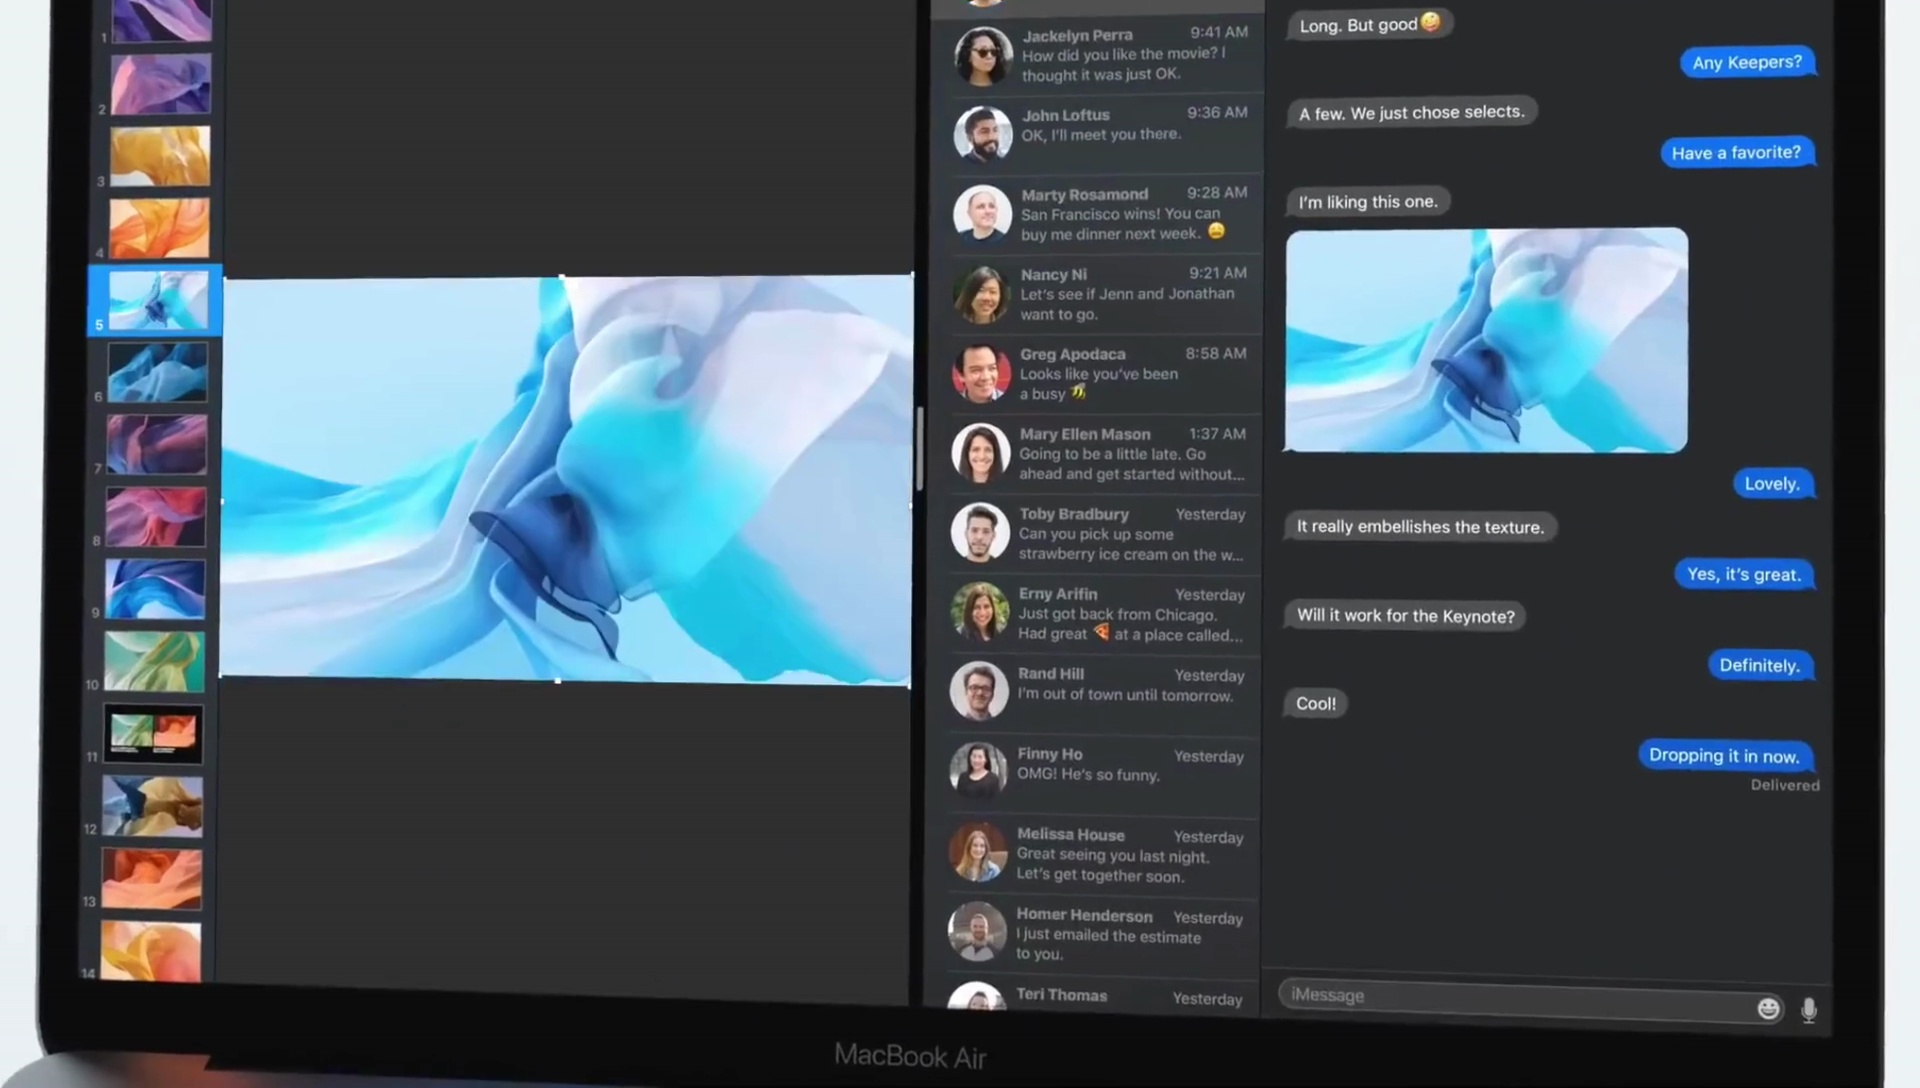 1
2
3
4
5
6
7
8
9
10
11
12
13
14
Jackelyn Perra 9:41 AM
How did you like the movie? I
thought it was just OK.
John Loftus 9:36 AM
OK, I'll meet you there.
Marty Rosamond 9:28 AM
San Francisco wins! You can
buy me dinner next week. 😩
Nancy Ni 9:21 AM
Let's see if Jenn and Jonathan
want to go.
Greg Apodaca 8:58 AM
Looks like you've been
a busy 🐝
Mary Ellen Mason 1:37 AM
Going to be a little late. Go
ahead and get started without...
Toby Bradbury Yesterday
Can you pick up some
strawberry ice cream on the w...
Erny Arifin Yesterday
Just got back from Chicago.
Had great 🍕 at a place called...
Rand Hill Yesterday
I'm out of town until tomorrow.
Finny Ho Yesterday
OMG! He's so funny.
Melissa House Yesterday
Great seeing you last night.
Let's get together soon.
Homer Henderson Yesterday
I just emailed the estimate
to you.
Teri Thomas Yesterday
Long. But good 🤪
Any Keepers?
A few. We just chose selects.
Have a favorite?
I'm liking this one.
Lovely.
It really embellishes the texture.
Yes, it's great.
Will it work for the Keynote?
Definitely.
Cool!
Dropping it in now.
Delivered
iMessage
MacBook Air